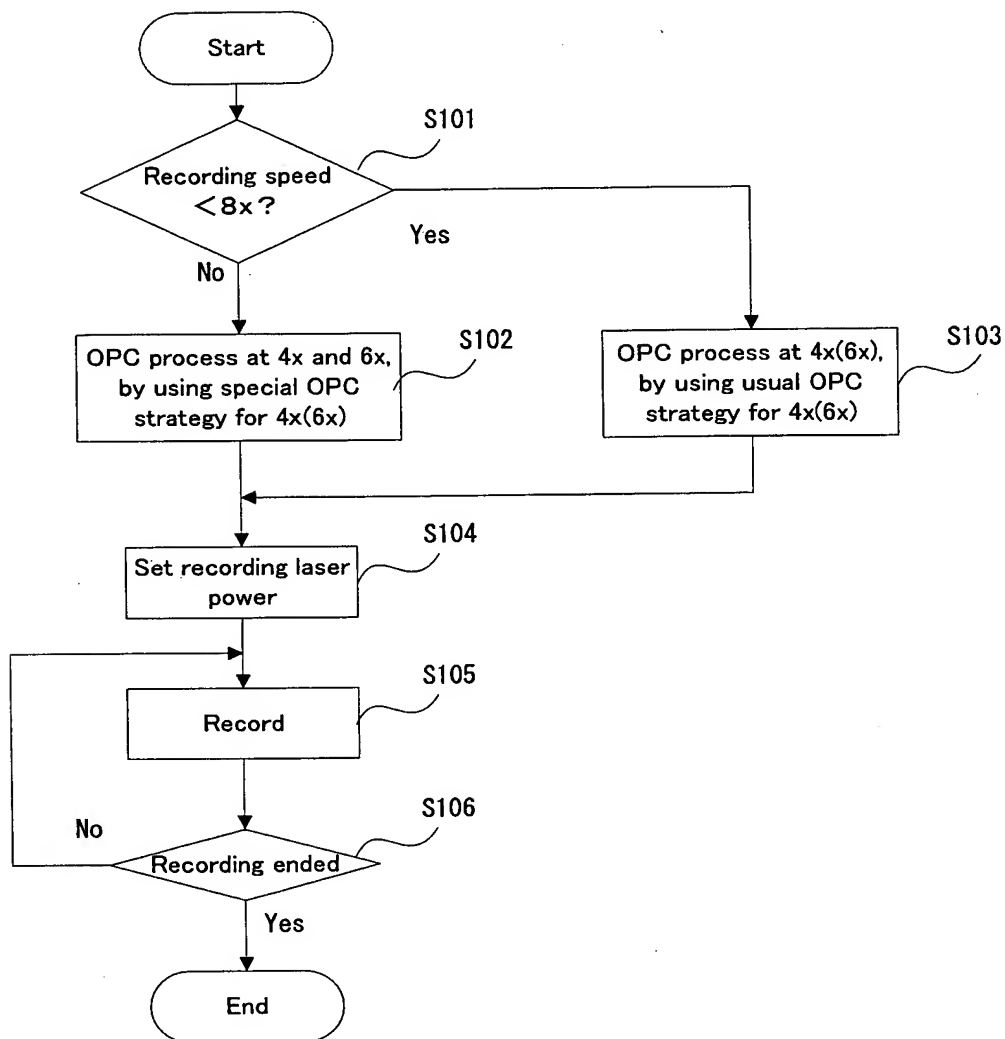 Start
S101
Recording speed
<8x?
Yes
No
S102
OPC process at 4x and 6x,
by using special OPC
strategy for 4x(6x)
S103
OPC process at 4x(6x),
by using usual OPC
strategy for 4x(6x)
S104
Set recording laser
power
S105
Record
S106
No
Recording ended
Yes
End